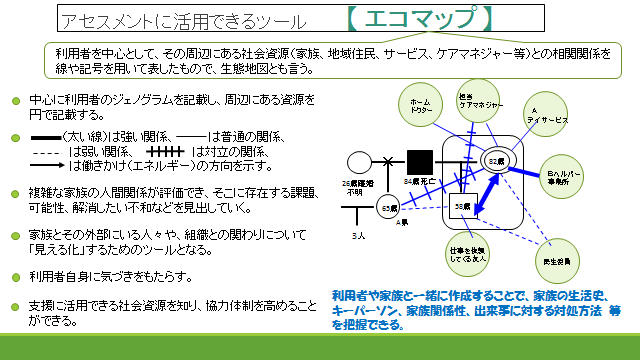 アセスメントに活用できるツール 【 エコマップ 】
利用者を中心として、その周辺にある社会資源（家族、地域住民、サービス、ケアマネジャー等）との相関関係を
線や記号を用いて表したもので、生態地図とも言う。
中心に利用者のジェノグラムを記載し、周辺にある資源を
円で記載する。
（太い線）は強い関係、 は普通の関係、
は弱い関係、 は対立の関係、
は働きかけ（エネルギー）の方向を示す。
複雑な家族の人間関係が評価でき、そこに存在する課題、
可能性、解消したい不和などを見出していく。
家族とその外部にいる人々や、組織との関わりについて
「見える化」するためのツールとなる。
利用者自身に気づきをもたらす。
支援に活用できる社会資源を知り、協力体制を高めること
ができる。
ホーム
ドクター
担当
ケアマネジャー
A
デイサービス
82歳
Bヘルパー
事業所
26歳離婚
不明
84歳死亡
63歳
A県
58歳
3人
仕事を依頼
してくる友人
民生委員
利用者や家族と一緒に作成することで、家族の生活史、
キーパーソン、家族関係性、出来事に対する対処方法 等
を把握できる。